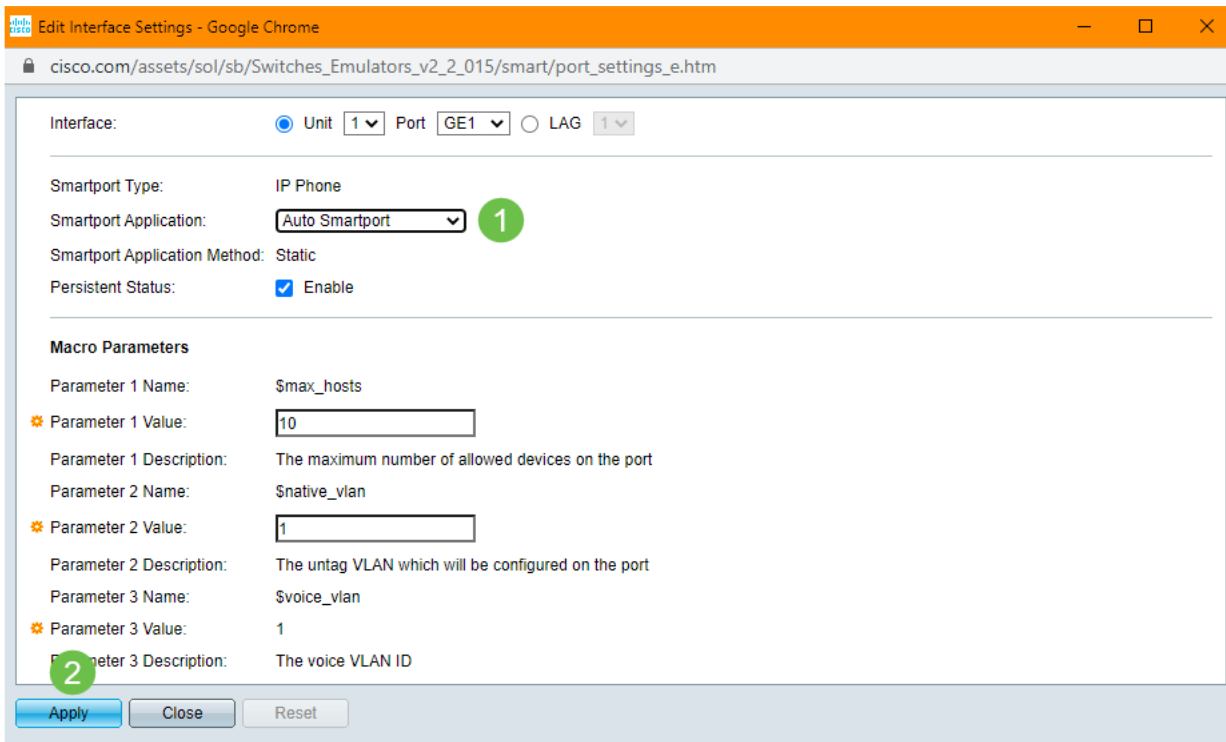 cisco Edit Interface Settings - Google Chrome
cisco.com/assets/sol/sb/Switches_Emulators_v2_2_015/smart/port_settings_e.htm
Interface: Unit 1 Port GE1 LAG 1
Smartport Type: IP Phone
Smartport Application: Auto Smartport 1
Smartport Application Method: Static
Persistent Status: Enable
Macro Parameters
Parameter 1 Name: $max_hosts
Parameter 1 Value: 10
Parameter 1 Description: The maximum number of allowed devices on the port
Parameter 2 Name: $native_vlan
Parameter 2 Value: 1
Parameter 2 Description: The untag VLAN which will be configured on the port
Parameter 3 Name: $voice_vlan
Parameter 3 Value: 1
2 Parameter 3 Description: The voice VLAN ID
Apply Close Reset